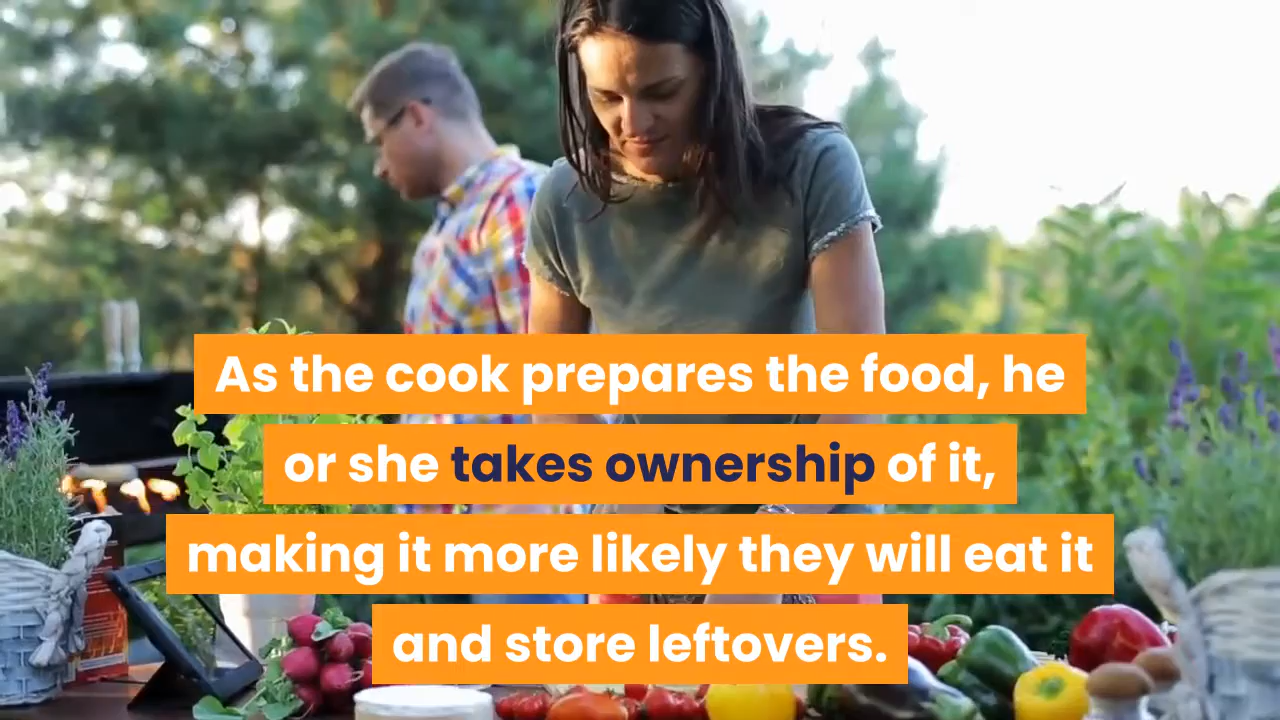 As the cook prepares the food, he
or she takes ownership of it,
making it more likely they will eat it
and store leftovers.